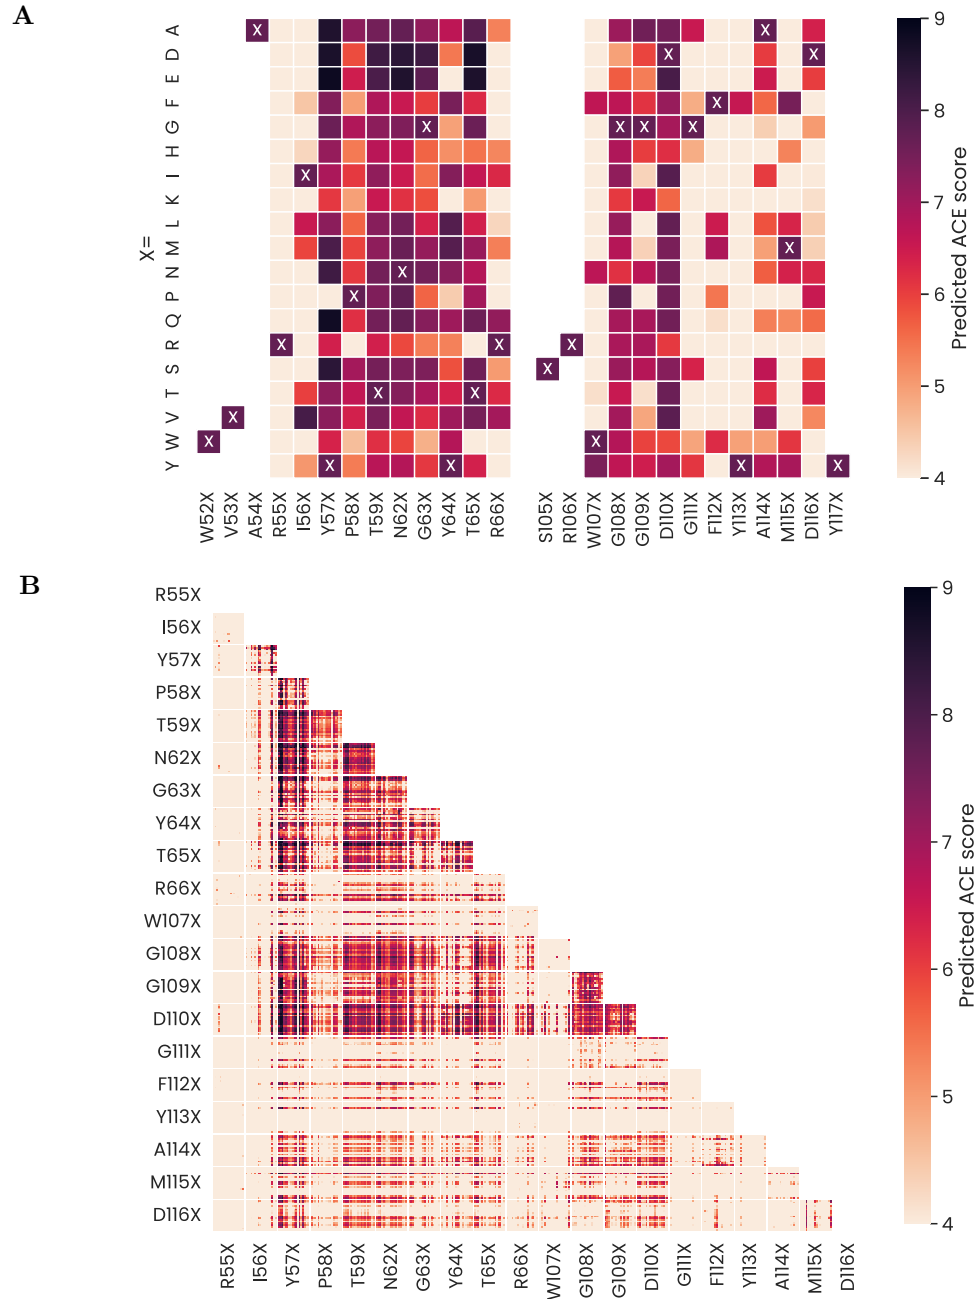 A
A
D
E
F
G
H
I
K
L
M
N
P
Q
R
S
T
V
W
Y
X=
X X
X X
X
X X X X
X
X
X
X
X X X
X
X X
X
X X
X X X X
W52X
V53X
A54X
R55X
I56X
Y57X
P58X
T59X
N62X
G63X
Y64X
T65X
R66X
S105X
R106X
W107X
G108X
G109X
D110X
G111X
F112X
Y113X
A114X
M115X
D116X
Y117X
9
8
7
6
5
4
Predicted ACE score
B
R55X
I56X
Y57X
P58X
T59X
N62X
G63X
Y64X
T65X
R66X
W107X
G108X
G109X
D110X
G111X
F112X
Y113X
A114X
M115X
D116X
R55X
I56X
Y57X
P58X
T59X
N62X
G63X
Y64X
T65X
R66X
W107X
G108X
G109X
D110X
G111X
F112X
Y113X
A114X
M115X
D116X
9
8
7
6
5
4
Predicted ACE score